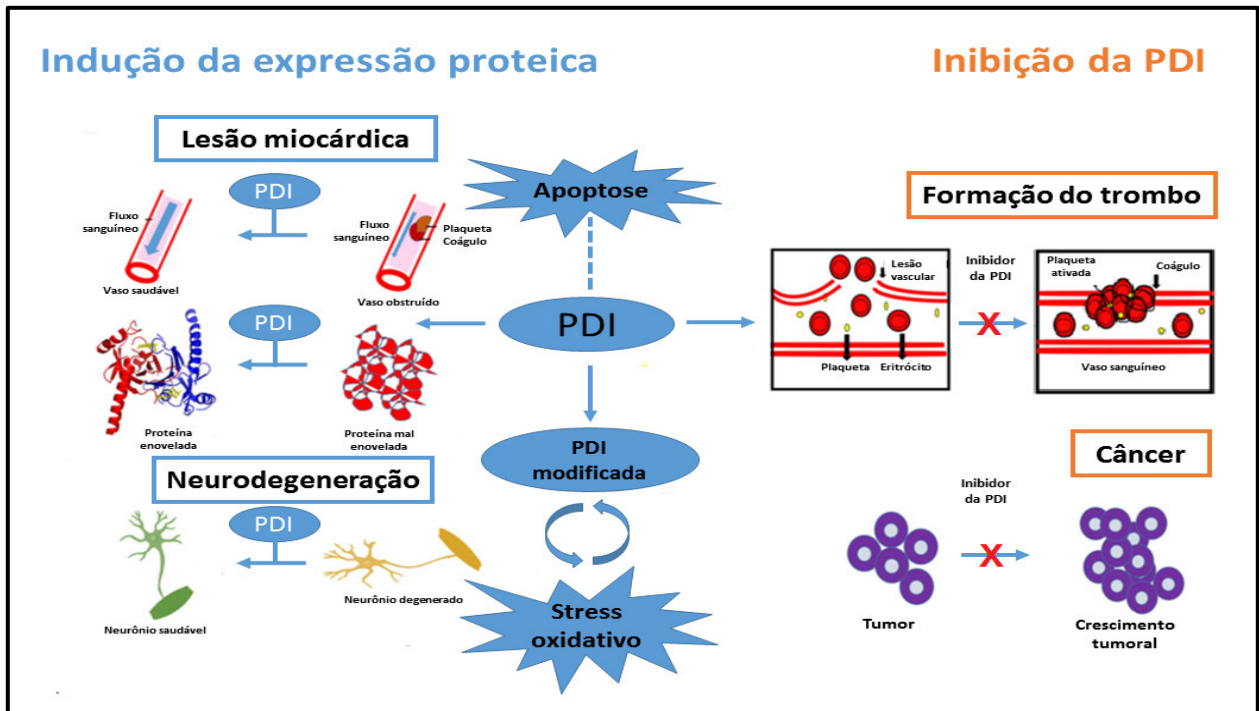 Indução da expressão proteica
Inibição da PDI
Lesão miocárdica
PDI
Fluxo
sanguíneo
Vaso saudável
Fluxo
sanguíneo
Plaqueta
Coágulo
Vaso obstruído
PDI
Proteína
enovelada
Proteína mal
enovelada
Neurodegeneração
PDI
Neurônio saudável
Neurônio degenerado
Apoptose
PDI
PDI
modificada
Stress
oxidativo
Formação do trombo
Lesão
vascular
Plaqueta
Eritrócito
Inibidor
da PDI
X
Plaqueta
ativada
Coágulo
Vaso sanguíneo
Câncer
Inibidor
da PDI
X
Tumor
Crescimento
tumoral